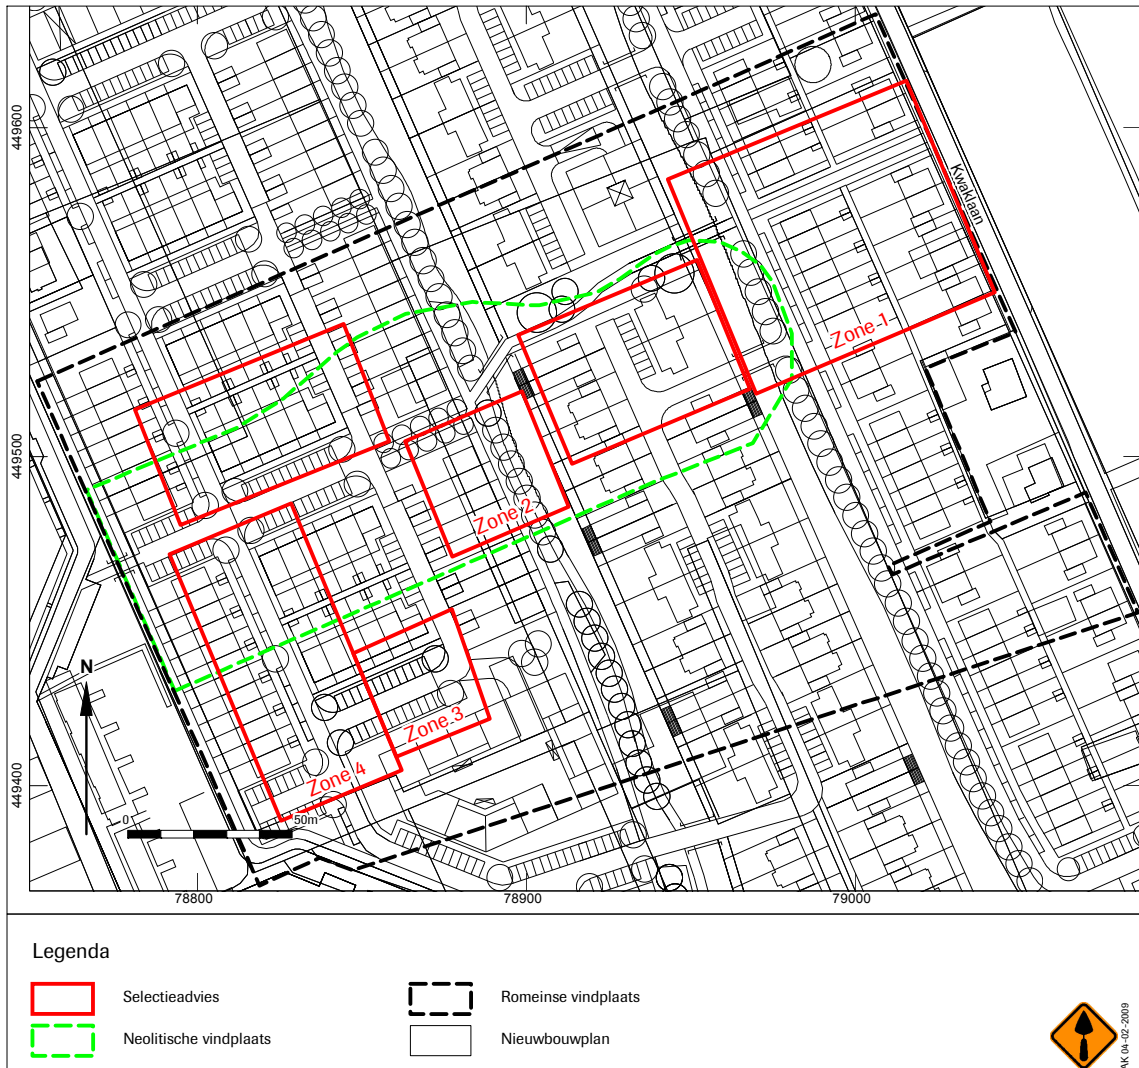 449600
449500
449400
Kwaklaan
Zone 1
Zone 2
Zone 3
Zone 4
N
0
50m
78800
78900
79000
Legenda
Selectieadvies
Romeinse vindplaats
Neolitische vindplaats
Nieuwbouwplan
AK 04-02-2009